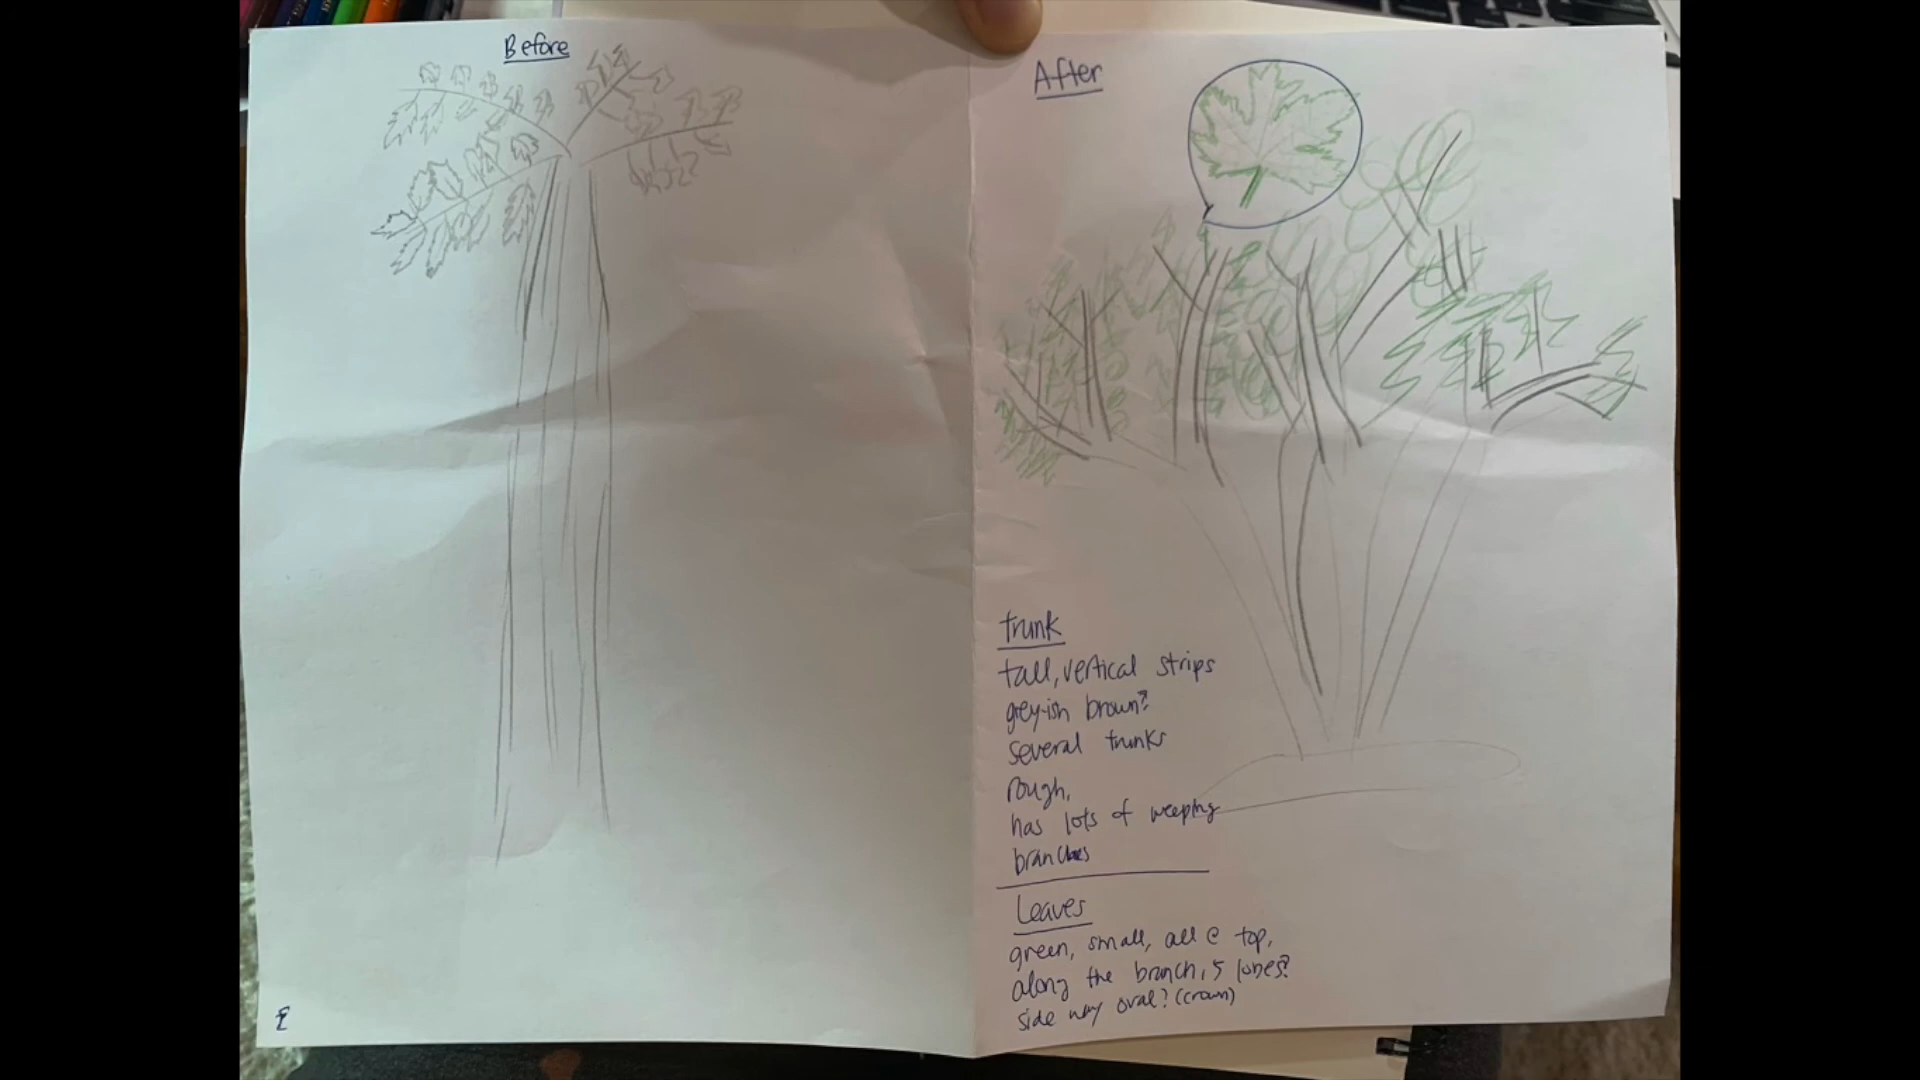 Before
After
trunk
tall, vertical strips
grey-ish brown?
several trunks
rough,
has lots of weeping
branches
Leaves
green, small, all @ top,
along the branch, 5 lobes?
side way oval? (crown)